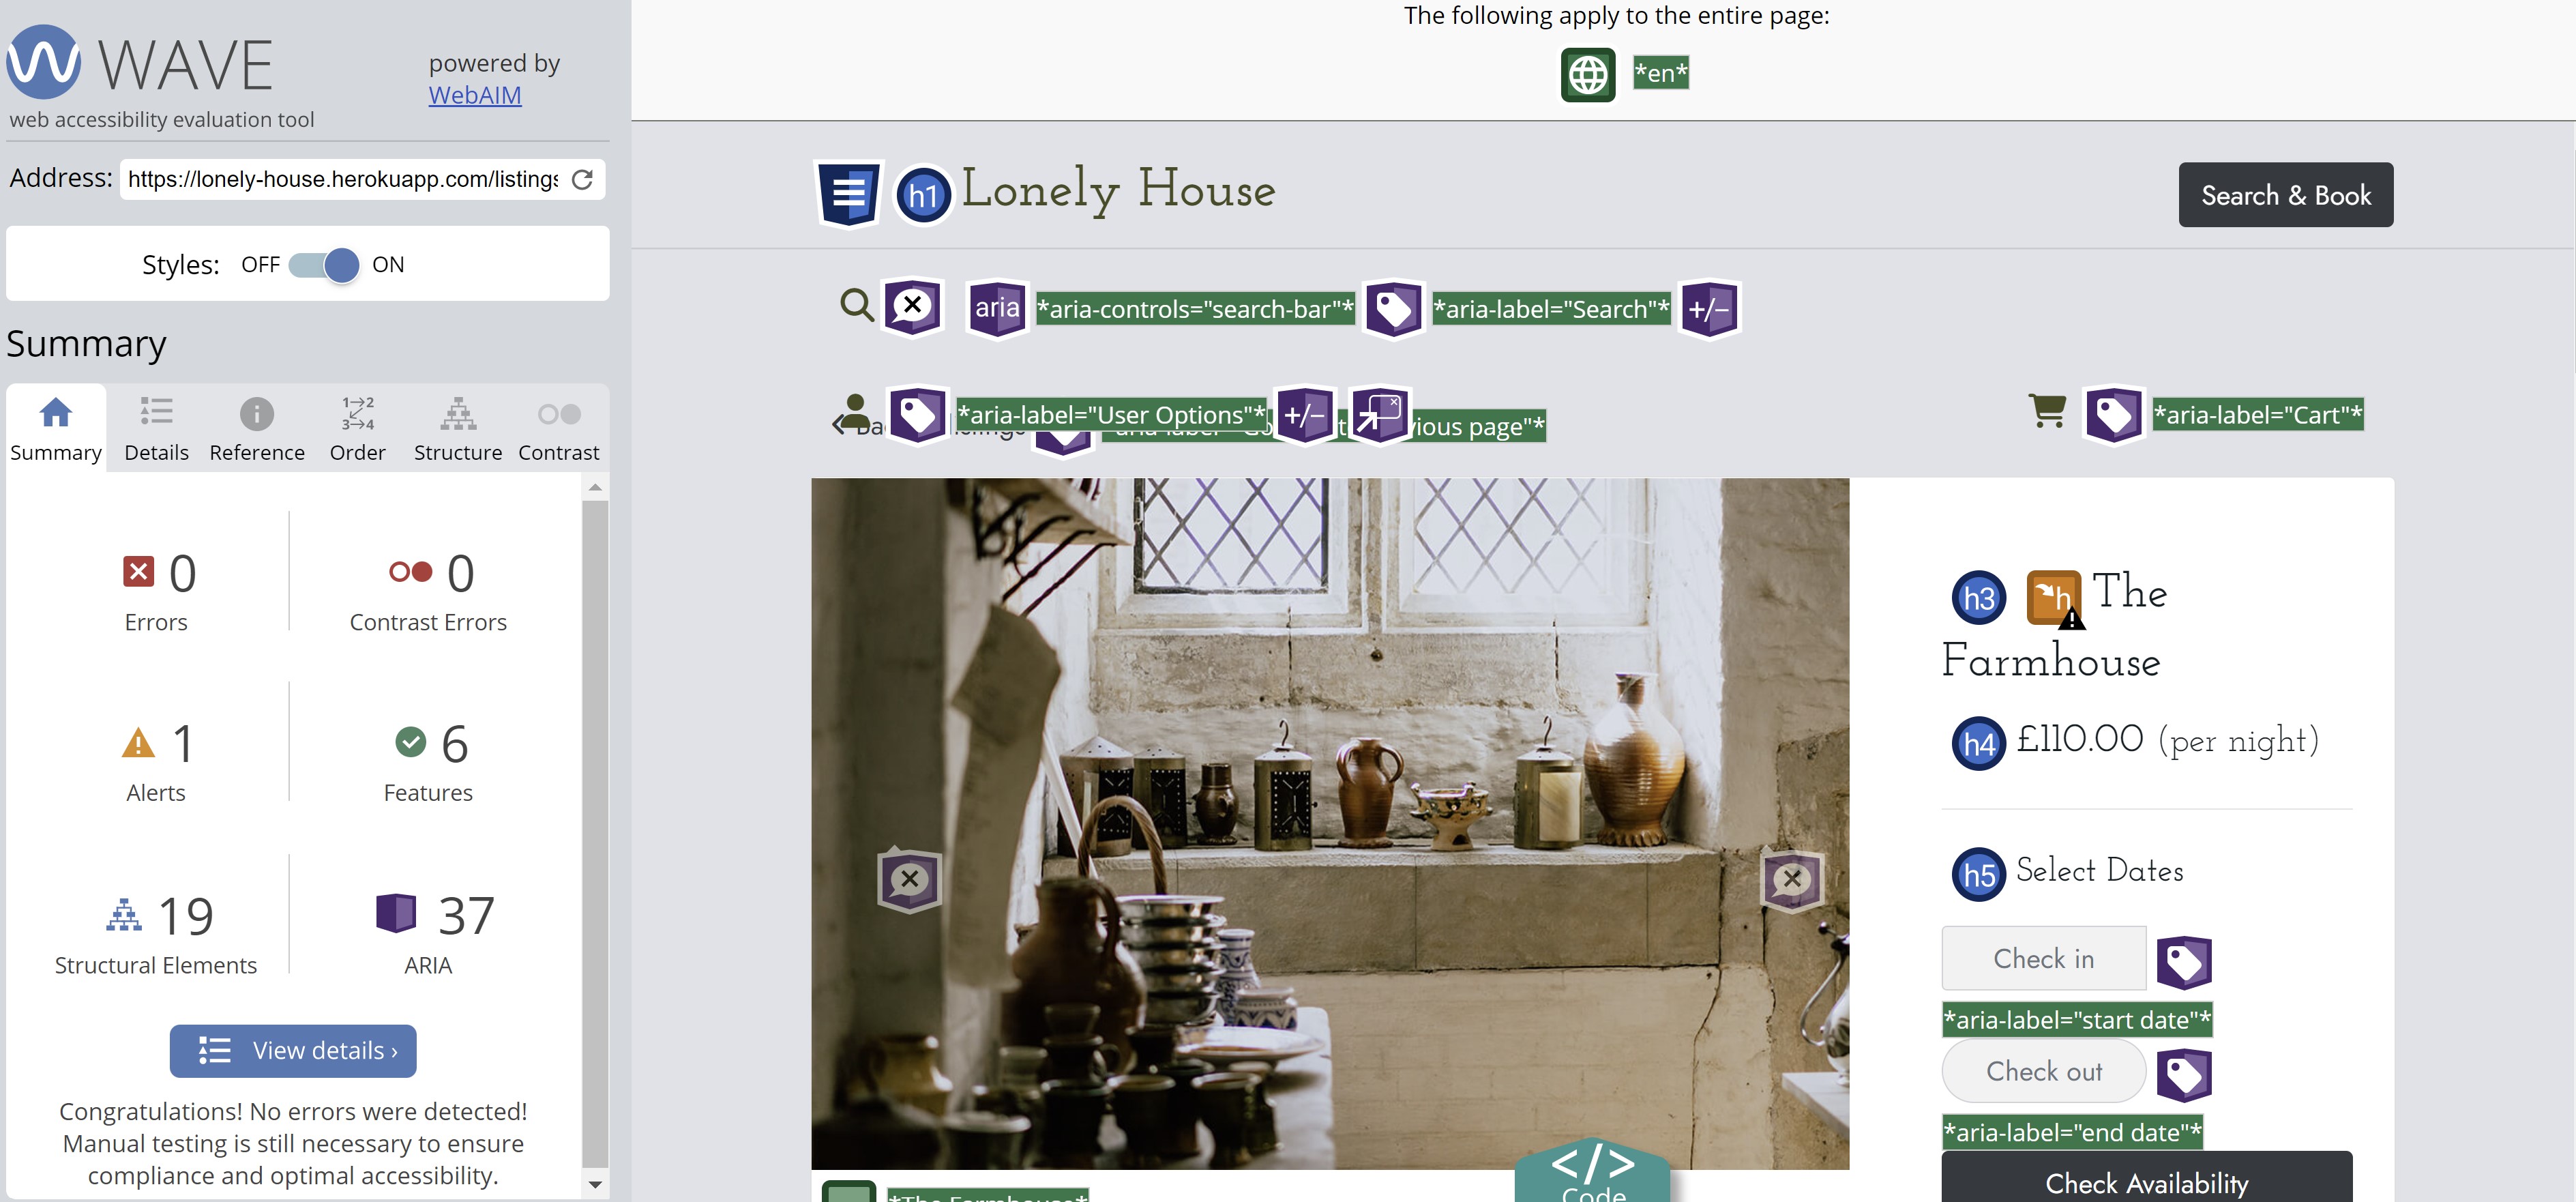 WAVE
powered by
WebAIM
web accessibility evaluation tool
Address: https://lonely-house.herokuapp.com/listings
Styles: OFF ON
Summary
Summary Details Reference Order Structure Contrast
0 Errors
0 Contrast Errors
1 Alerts
6 Features
19 Structural Elements
37 ARIA
View details ›
Congratulations! No errors were detected!
Manual testing is still necessary to ensure
compliance and optimal accessibility.
The following apply to the entire page:
*en*
h1 Lonely House
Search & Book
aria *aria-controls="search-bar"* *aria-label="Search"* +/−
*aria-label="User Options"* +/− *aria-label="Cart"*
vious page"*
h3 h The
Farmhouse
h4 £110.00 (per night)
h5 Select Dates
Check in
*aria-label="start date"*
Check out
*aria-label="end date"*
Check Availability
*The Farmhouse*
</> Code